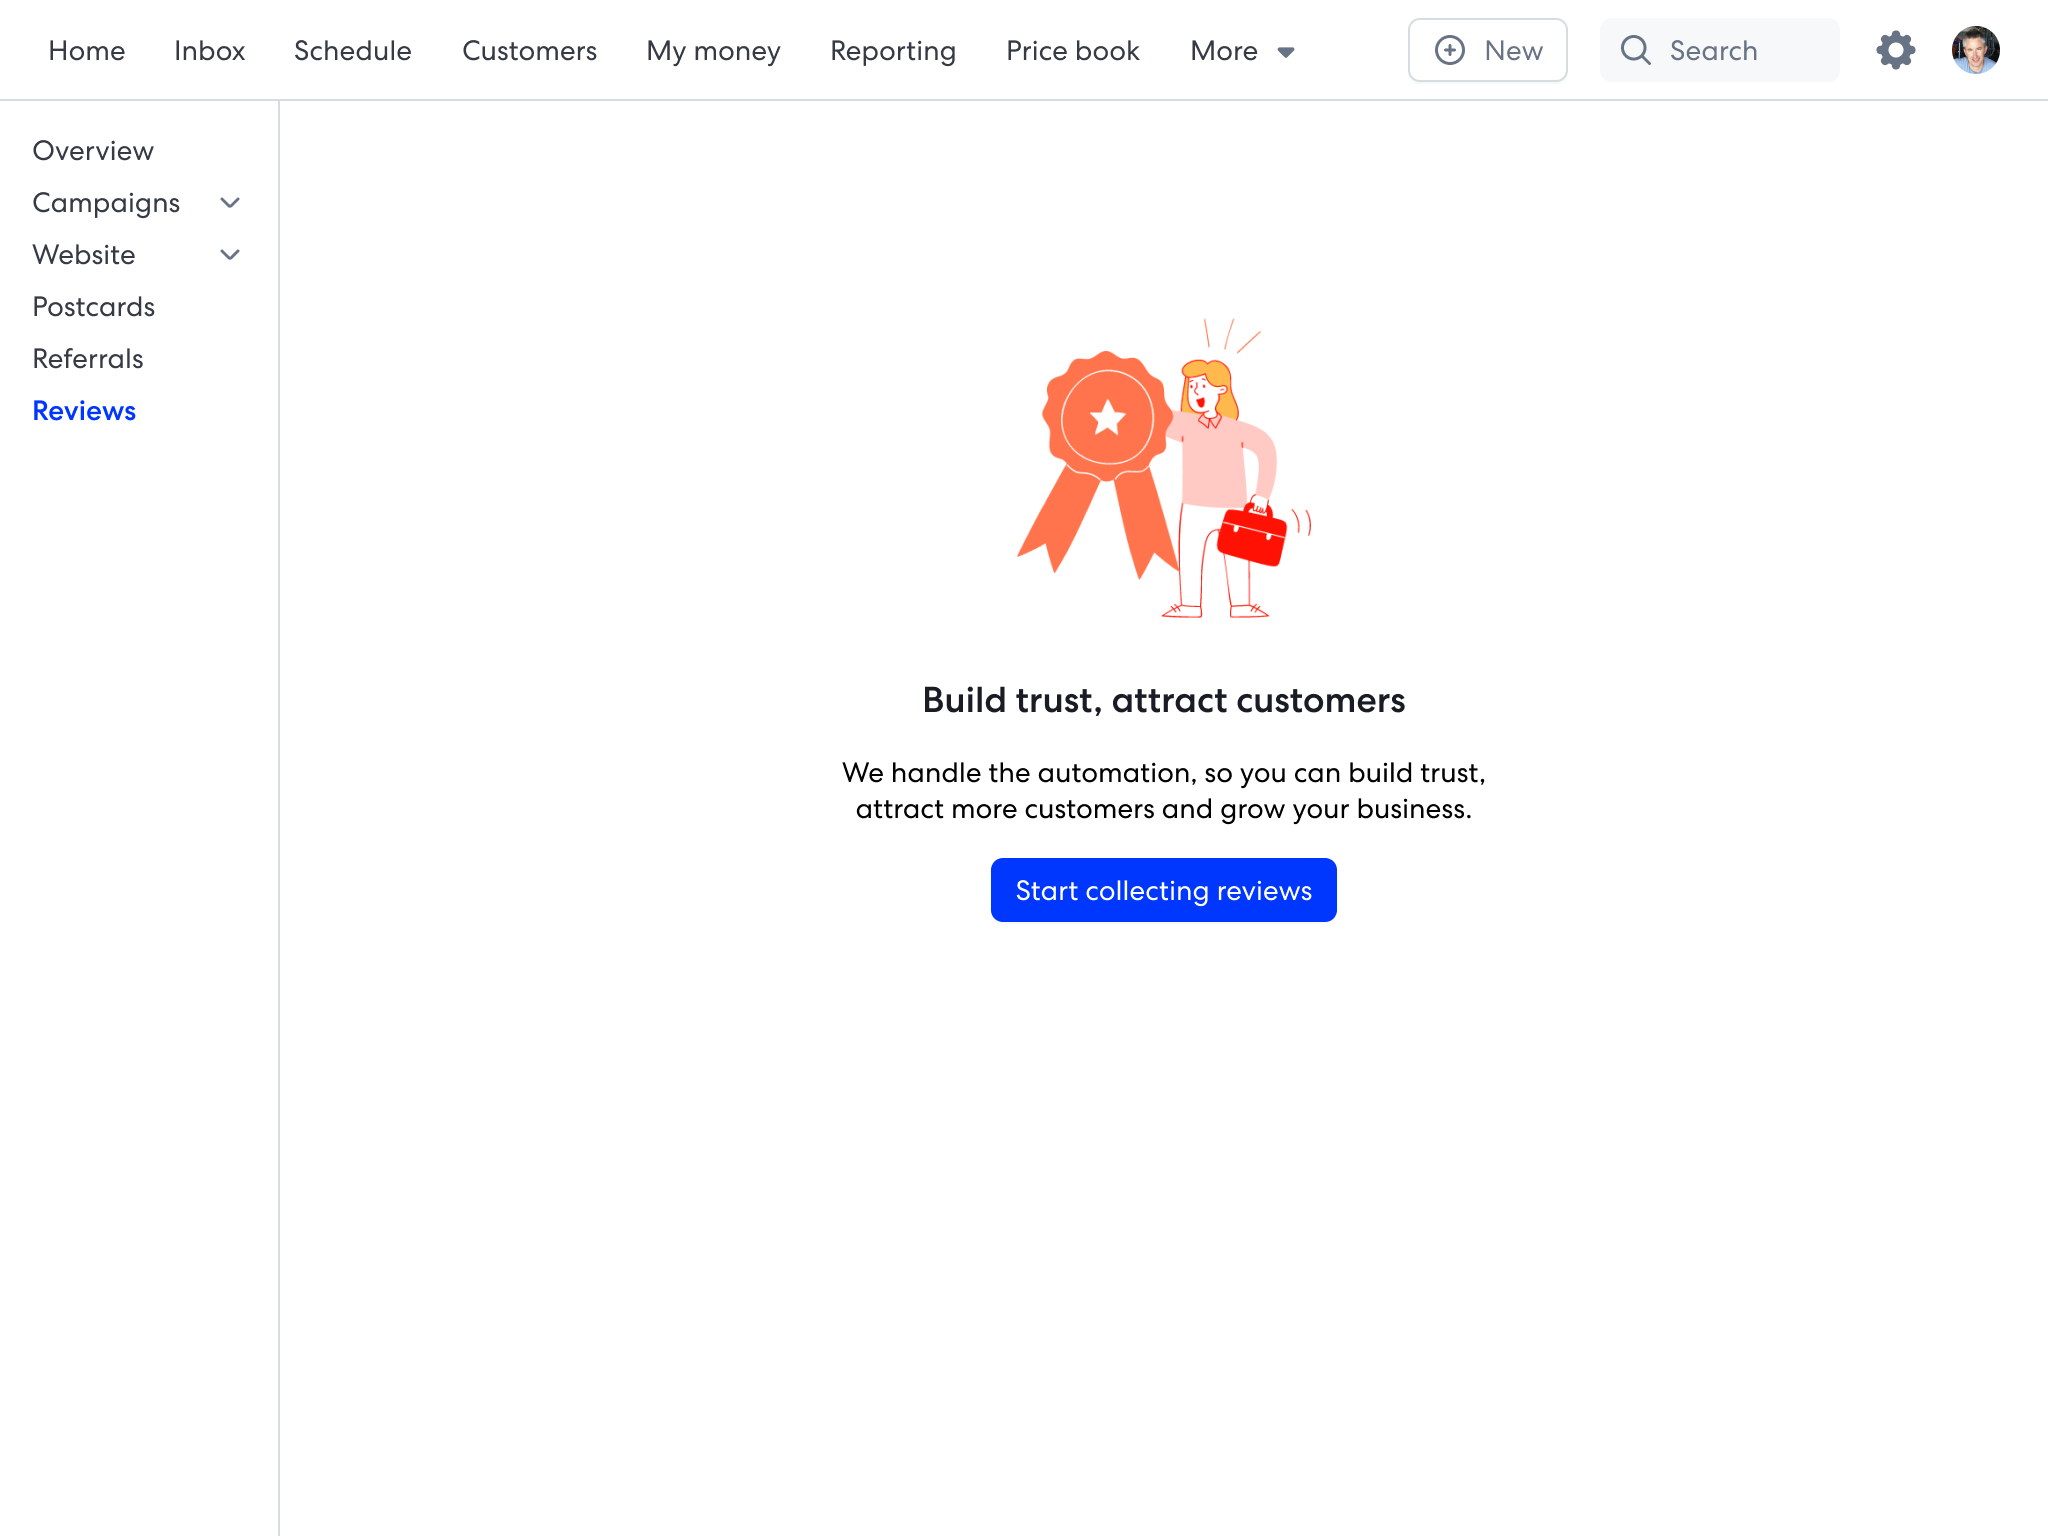 Home
Inbox
Schedule
Customers
My money
Reporting
Price book
More
New
Search
Overview
Campaigns
Website
Postcards
Referrals
Reviews
Build trust, attract customers
We handle the automation, so you can build trust,
attract more customers and grow your business.
Start collecting reviews